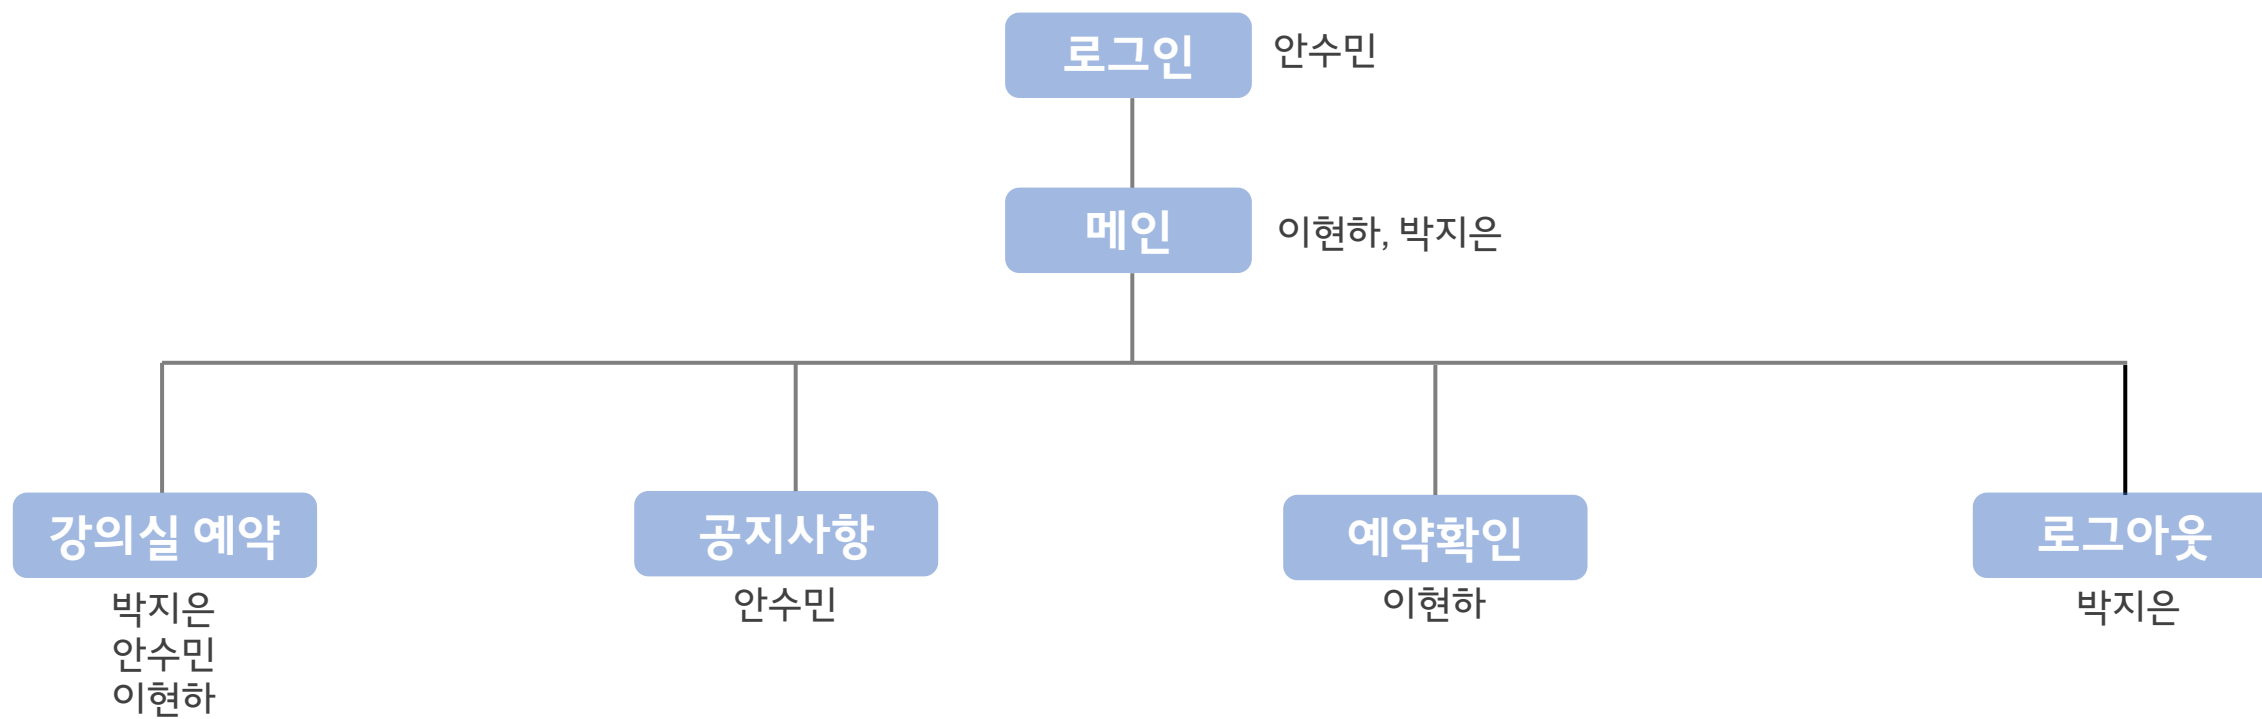 로그인
안수민
메인
이현하, 박지은
강의실 예약
박지은
안수민
이현하
공지사항
안수민
예약확인
이현하
로그아웃
박지은